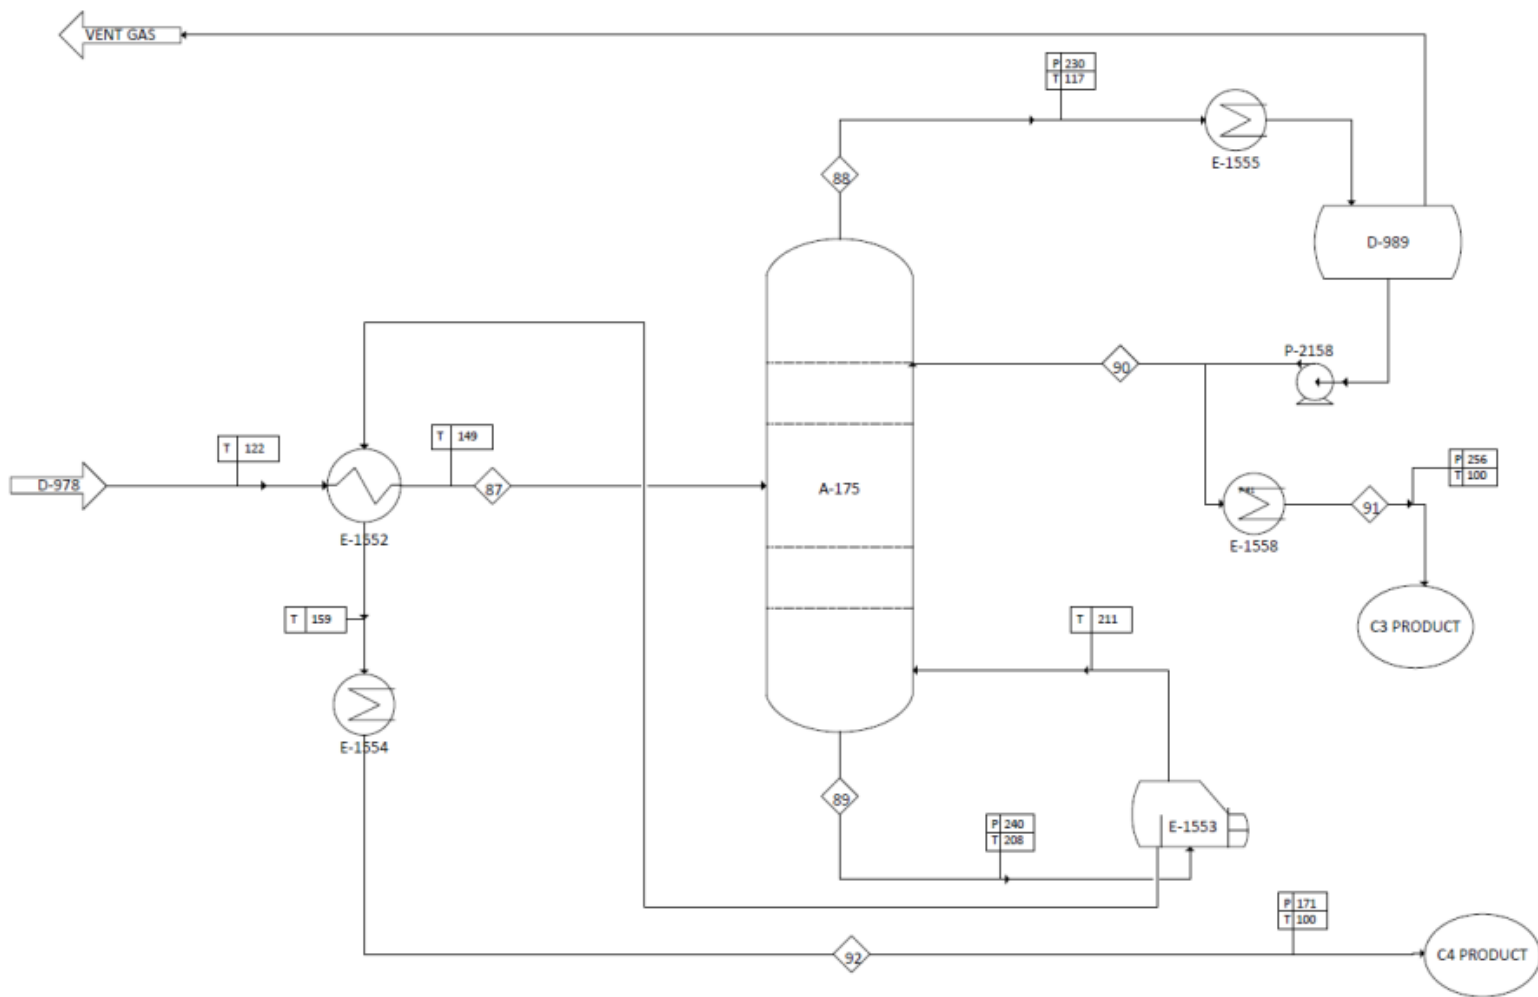 VENT GAS
P 230
T 117
E-1555
88
D-989
P-2158
90
T 122
T 149
P 256
T 100
D-978
87
A-175
91
E-1552
E-1558
T 159
T 211
C3 PRODUCT
E-1554
89
P 240
T 208
E-1553
P 171
T 100
92
C4 PRODUCT